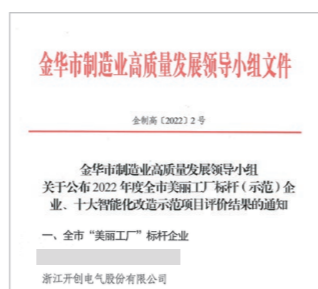 金华市制造业高质量发展领导小组文件
金制高〔2022〕2号
金华市制造业高质量发展领导小组
关于公布2022年度全市美丽工厂标杆（示范）企
业、十大智能化改造示范项目评价结果的通知
一、全市“美丽工厂”标杆企业
浙江开创电气股份有限公司